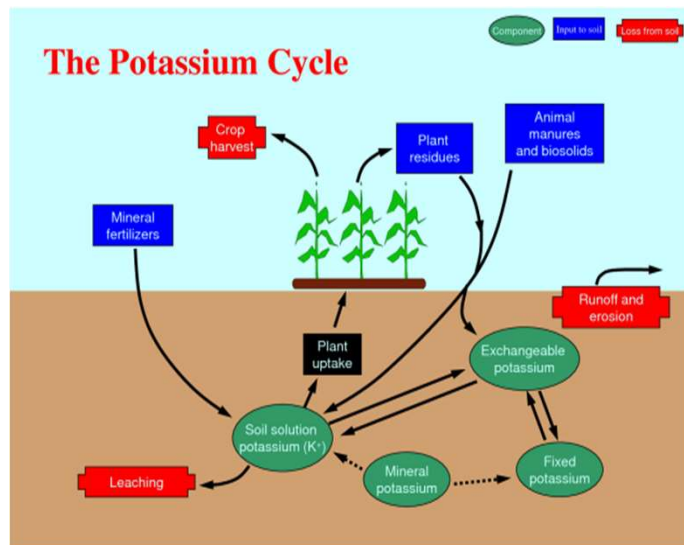 Component
Input to soil
Loss from soil
The Potassium Cycle
Crop
harvest
Plant
residues
Animal
manures
and biosolids
Mineral
fertilizers
Runoff and
erosion
Plant
uptake
Exchangeable
potassium
Soil solution
potassium (K+)
Mineral
potassium
Fixed
potassium
Leaching